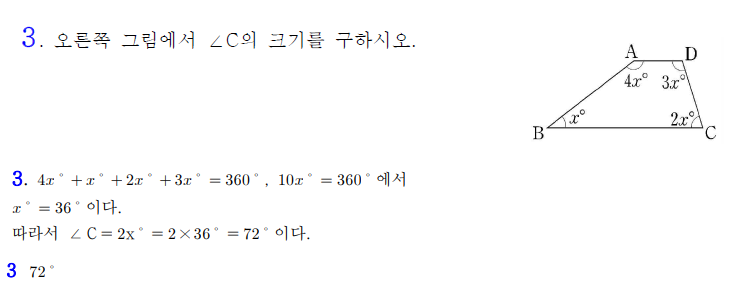 3. 오른쪽 그림에서 ∠C의 크기를 구하시오.
A
D
4x°
3x°
x°
2x°
B
C
3. 4x°+x°+2x°+3x°=360°, 10x°=360°에서
x°=36°이다.
따라서 ∠C=2x°=2×36°=72°이다.
3 72°